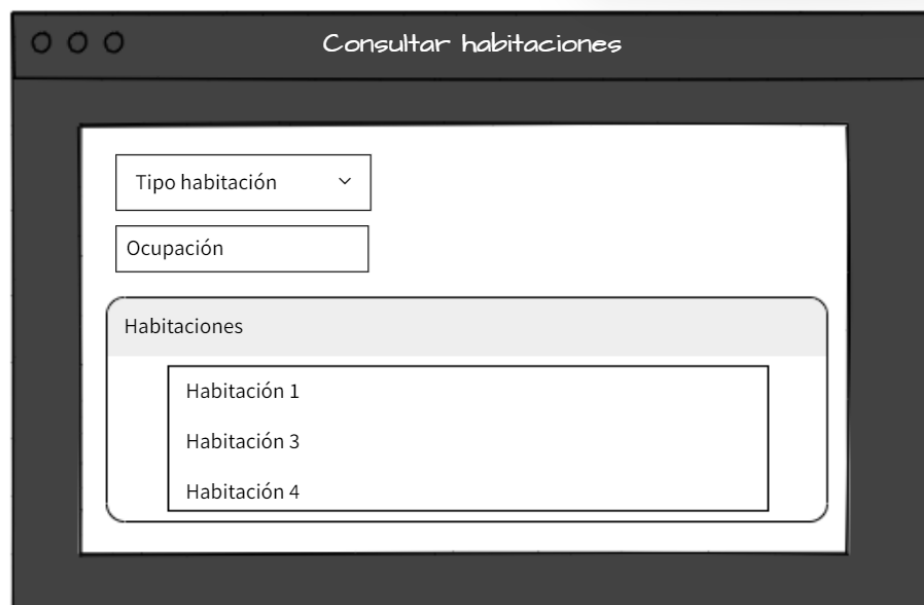 Consultar habitaciones
Tipo habitación
Ocupación
Habitaciones
Habitación 1
Habitación 3
Habitación 4